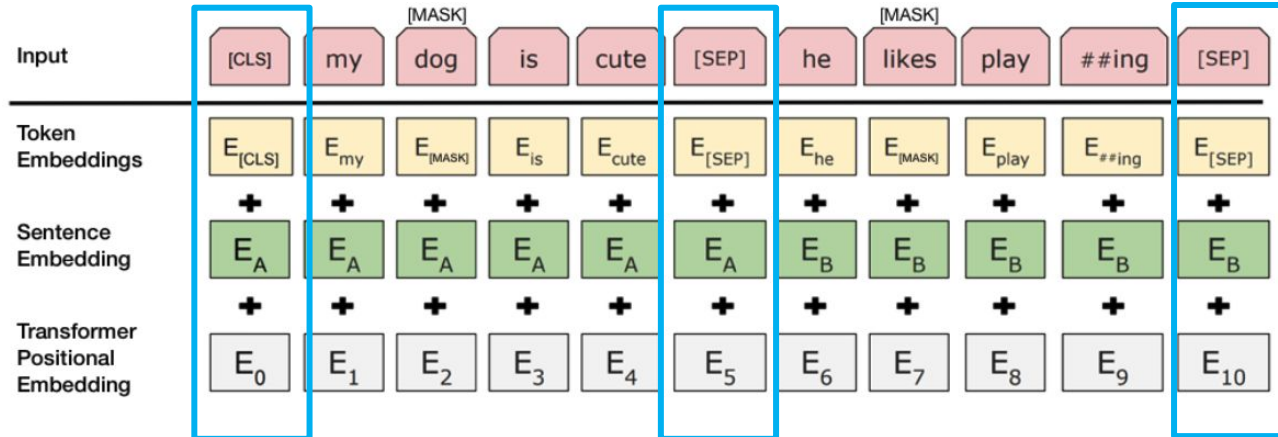 [MASK] [MASK]
Input [CLS] my dog is cute [SEP] he likes play ##ing [SEP]
Token
Embeddings
E[CLS] Emy E[MASK] Eis Ecute E[SEP] Ehe E[MASK] Eplay E##ing E[SEP]
Sentence
Embedding
EA EA EA EA EA EA EB EB EB EB EB
Transformer
Positional
Embedding
E0 E1 E2 E3 E4 E5 E6 E7 E8 E9 E10